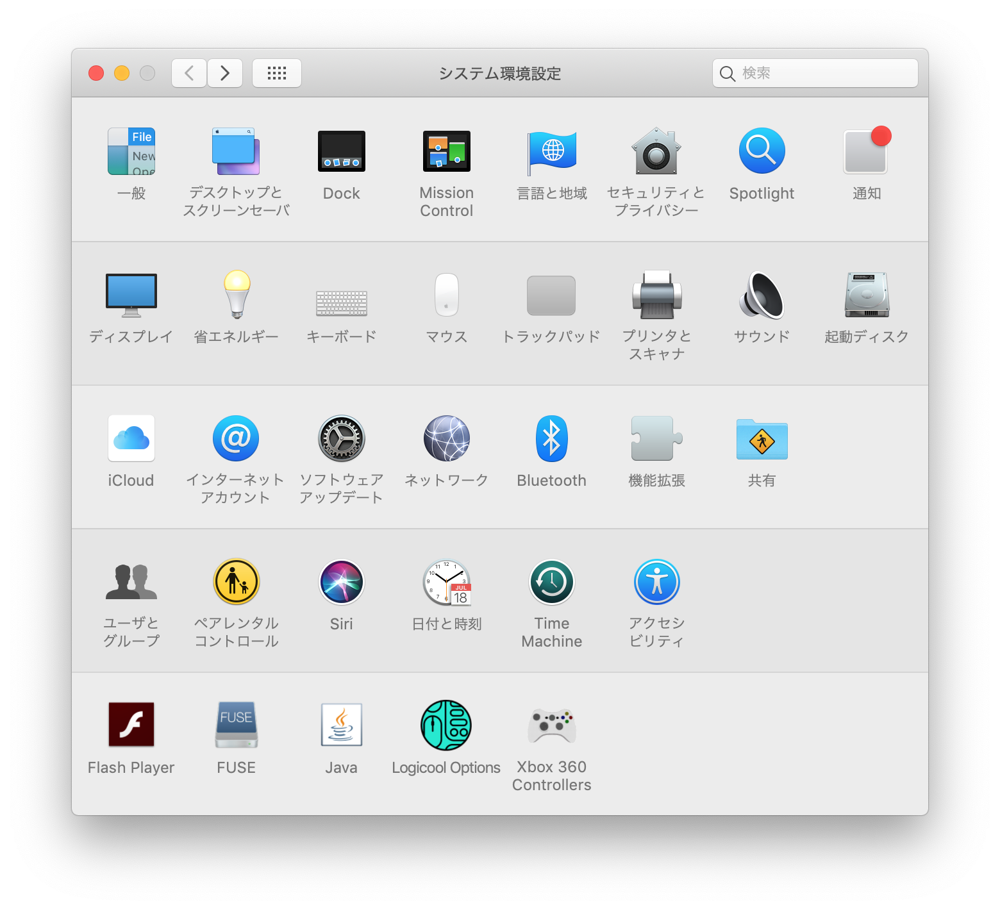 システム環境設定
検索
File
New
Ope
一般
デスクトップと
スクリーンセーバ
Dock
Mission
Control
言語と地域
セキュリティと
プライバシー
Spotlight
通知
ディスプレイ
省エネルギー
キーボード
マウス
トラックパッド
プリンタと
スキャナ
サウンド
起動ディスク
@
iCloud
インターネット
アカウント
ソフトウェア
アップデート
ネットワーク
Bluetooth
機能拡張
共有
12
1
3
6
7
8
9
10
11
JUL
18
ユーザと
グループ
ペアレンタル
コントロール
Siri
日付と時刻
Time
Machine
アクセシ
ビリティ
FUSE
Flash Player
FUSE
Java
Logicool Options
Xbox 360
Controllers